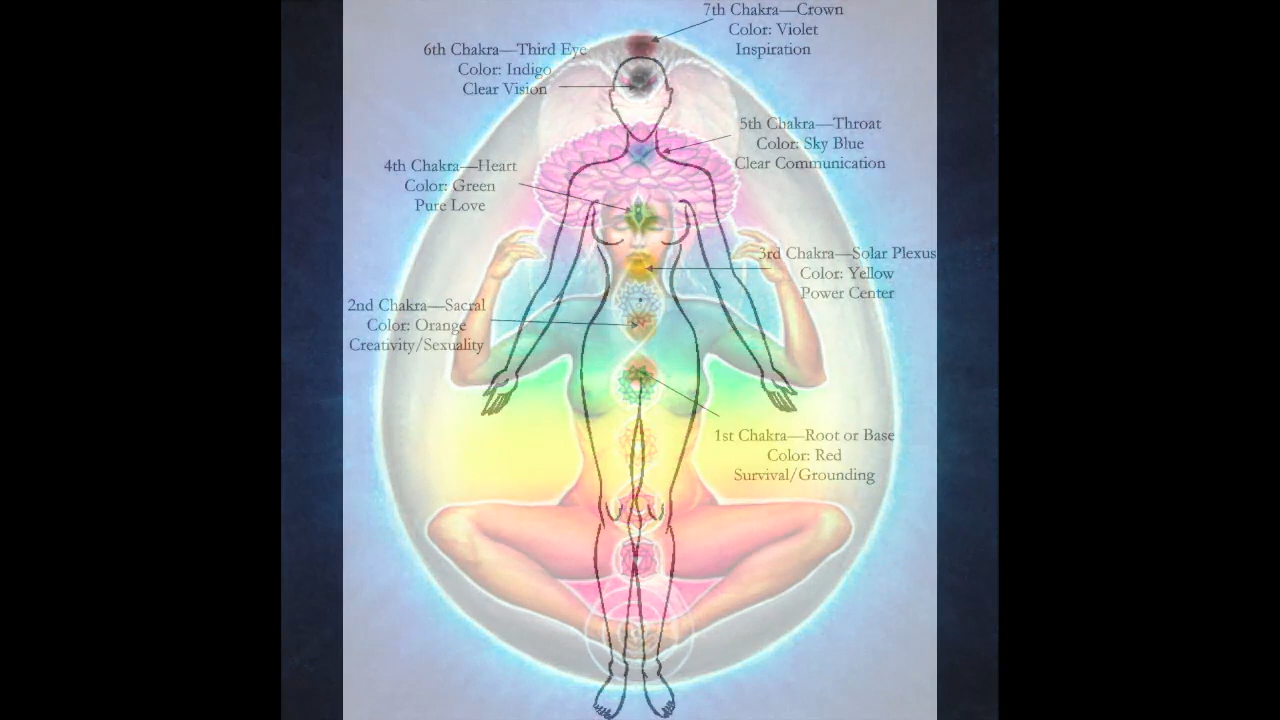 7th Chakra—Crown
Color: Violet
Inspiration
6th Chakra—Third Eye
Color: Indigo
Clear Vision
5th Chakra—Throat
Color: Sky Blue
Clear Communication
4th Chakra—Heart
Color: Green
Pure Love
3rd Chakra—Solar Plexus
Color: Yellow
Power Center
2nd Chakra—Sacral
Color: Orange
Creativity/Sexuality
1st Chakra—Root or Base
Color: Red
Survival/Grounding